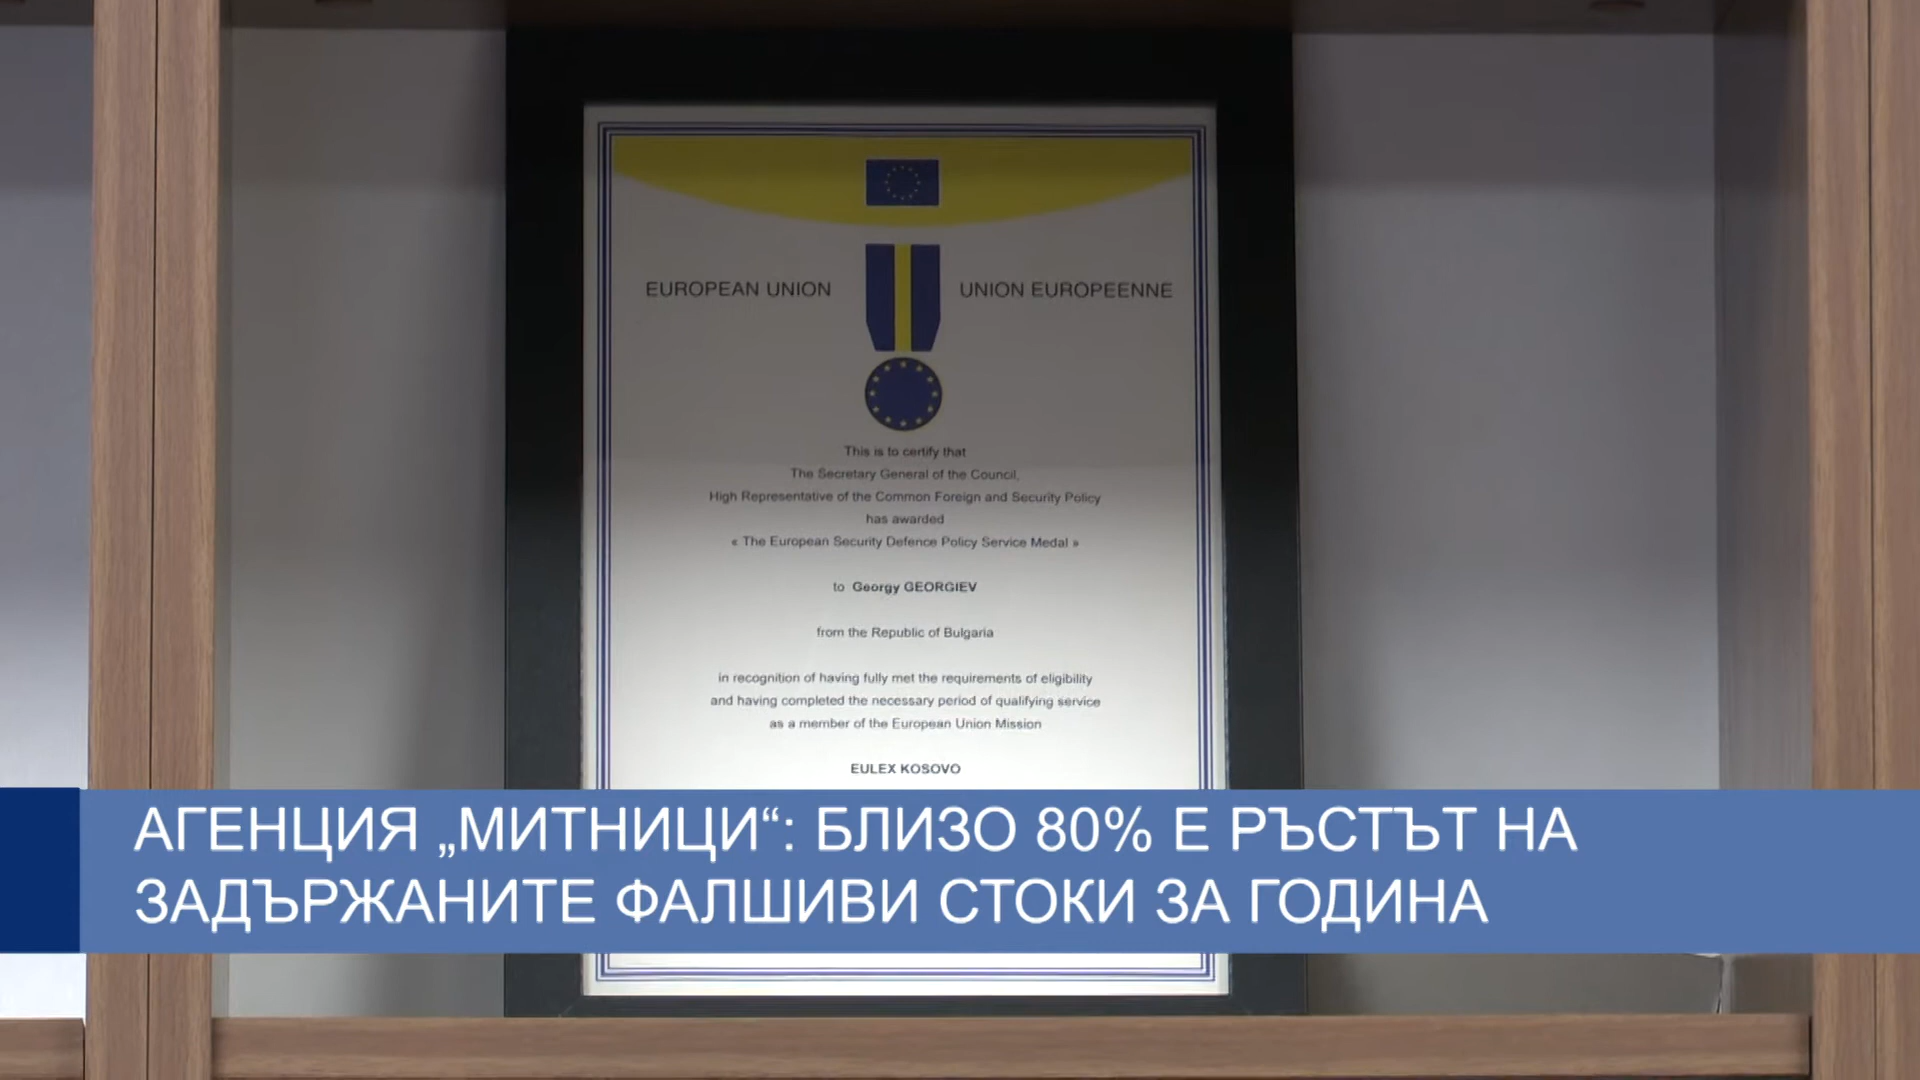 EUROPEAN UNION
UNION EUROPEENNE
This is to certify that
The Secretary General of the Council,
High Representative of the Common Foreign and Security Policy
has awarded
« The European Security Defence Policy Service Medal »
to Georgy GEORGIEV
from the Republic of Bulgaria
in recognition of having fully met the requirements of eligibility
and having completed the necessary period of qualifying service
as a member of the European Union Mission
EULEX KOSOVO
АГЕНЦИЯ „МИТНИЦИ“: БЛИЗО 80% Е РЪСТЪТ НА
ЗАДЪРЖАНИТЕ ФАЛШИВИ СТОКИ ЗА ГОДИНА